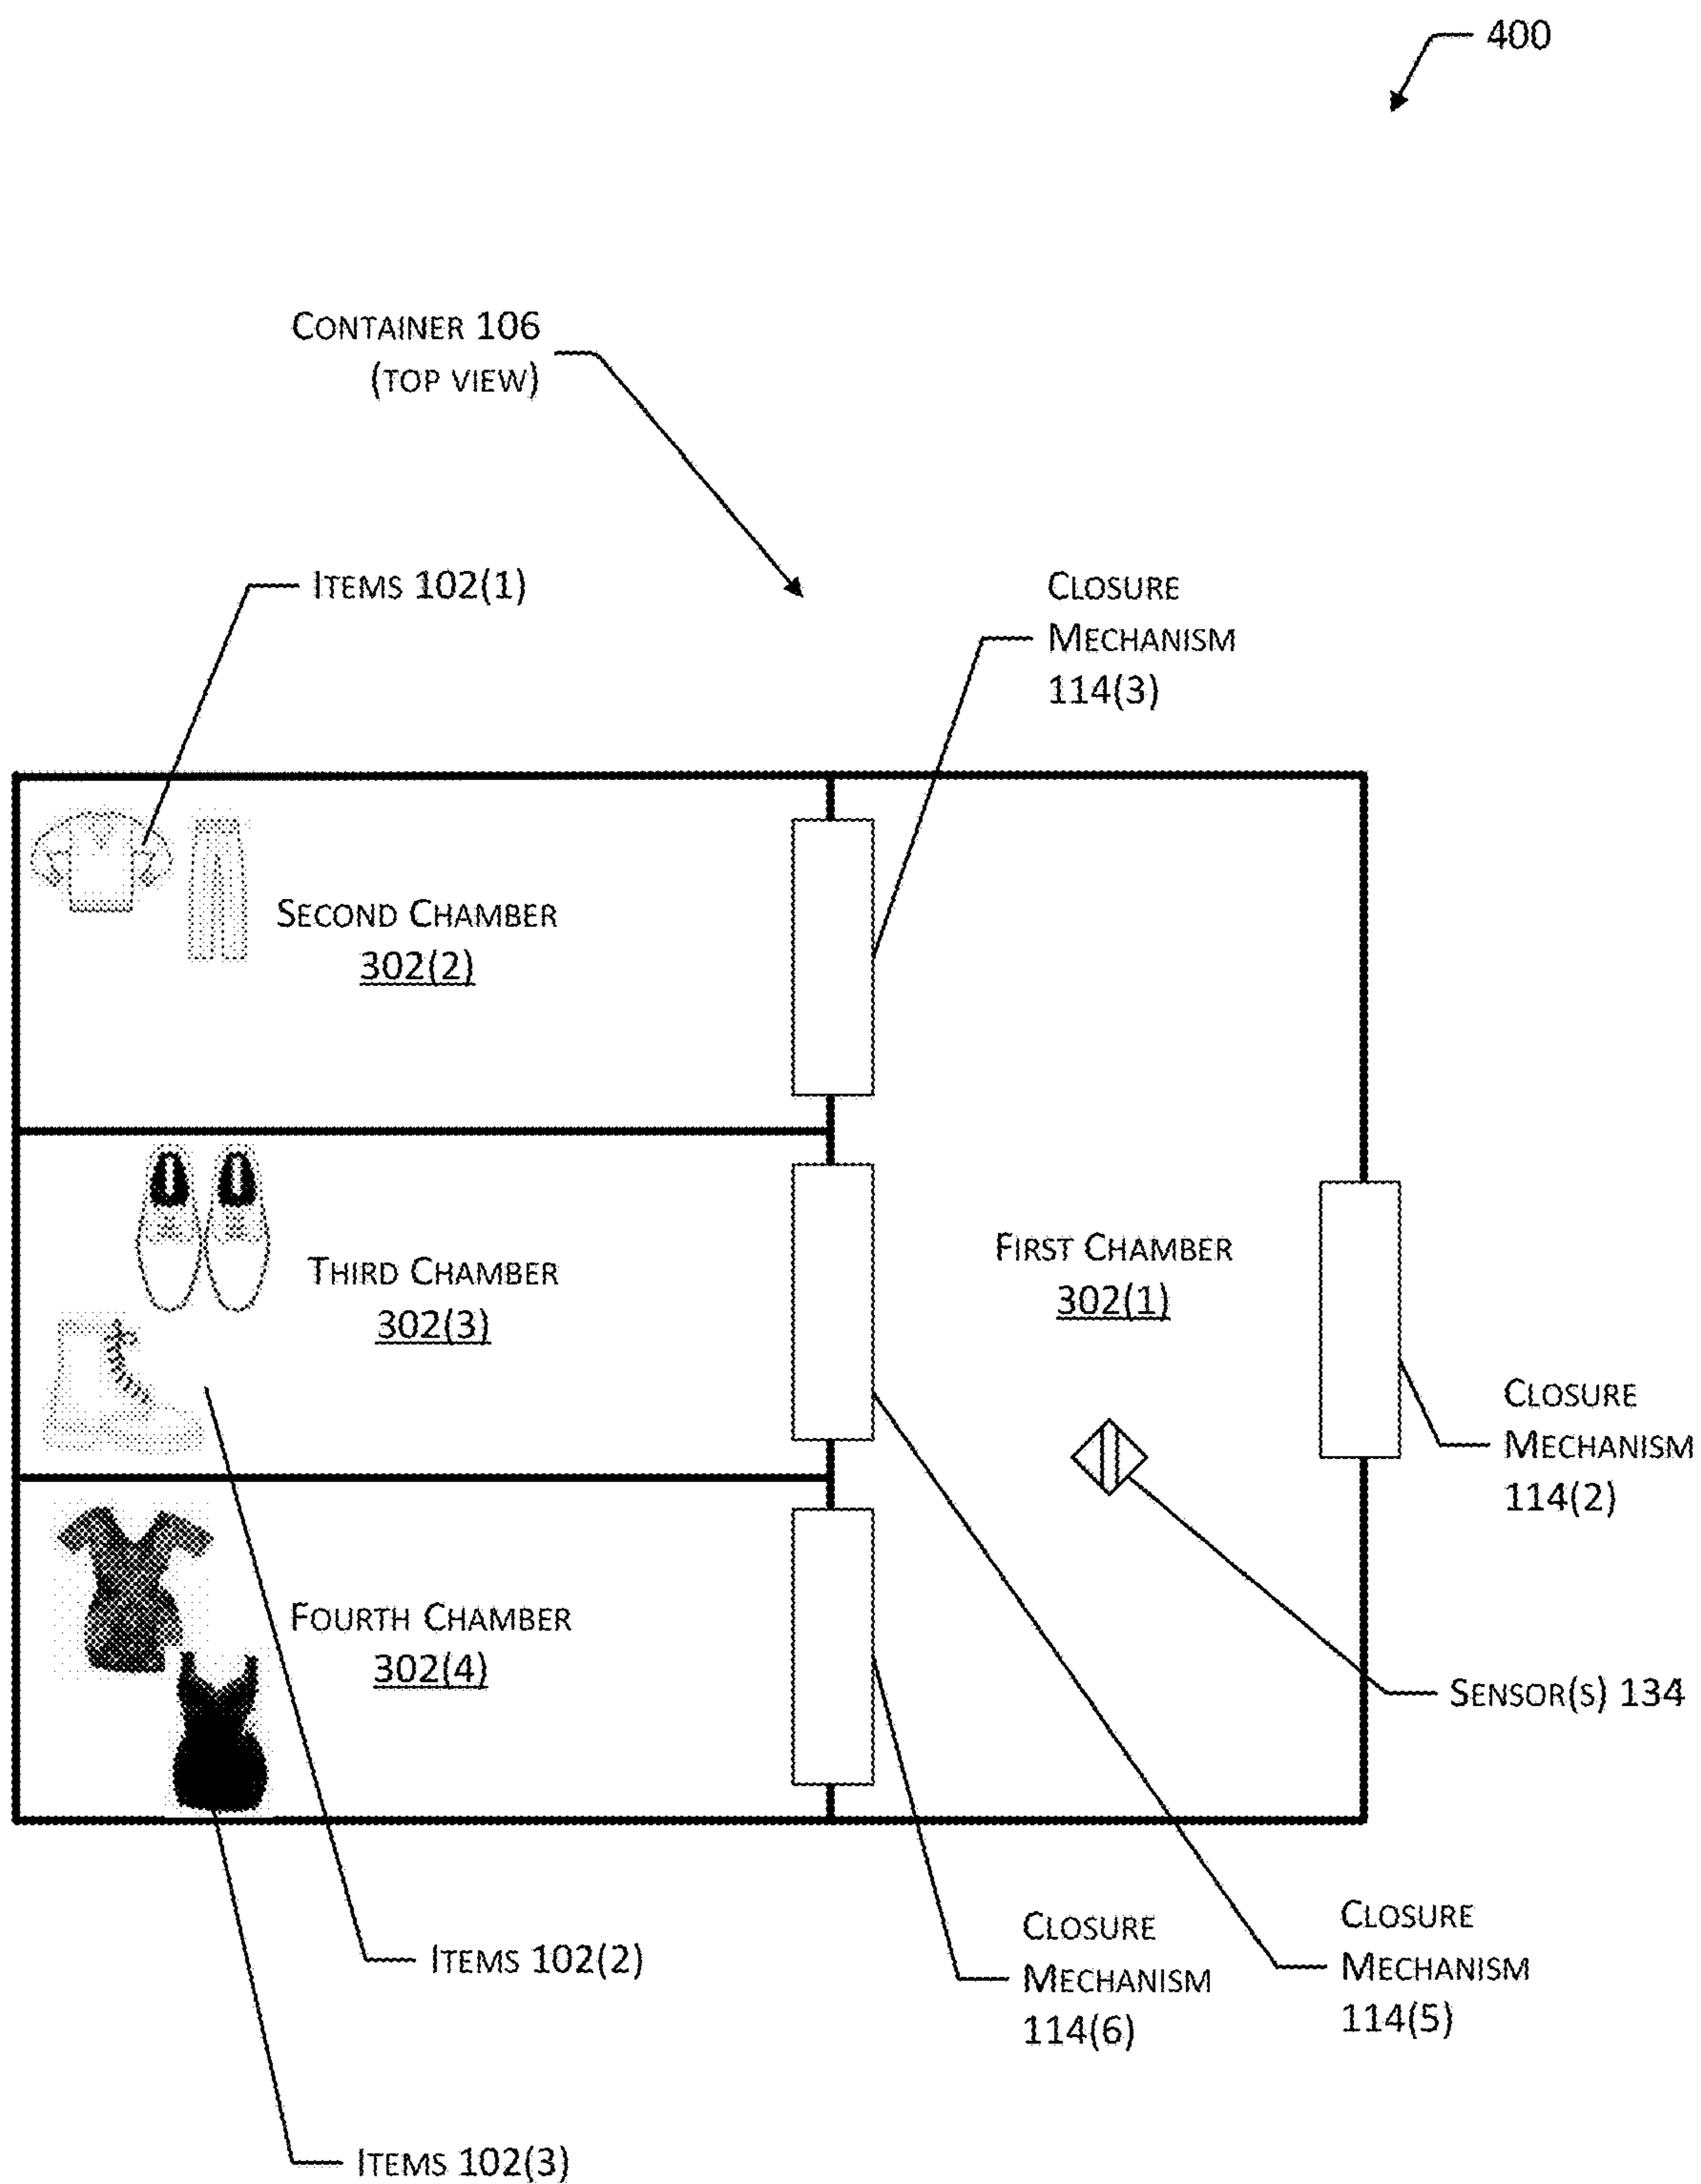 400
CONTAINER 106
(TOP VIEW)
ITEMS 102(1)
CLOSURE
MECHANISM
114(3)
SECOND CHAMBER
302(2)
THIRD CHAMBER
302(3)
FIRST CHAMBER
302(1)
CLOSURE
MECHANISM
114(2)
FOURTH CHAMBER
302(4)
SENSOR(S) 134
ITEMS 102(2)
CLOSURE
MECHANISM
114(6)
CLOSURE
MECHANISM
114(5)
ITEMS 102(3)